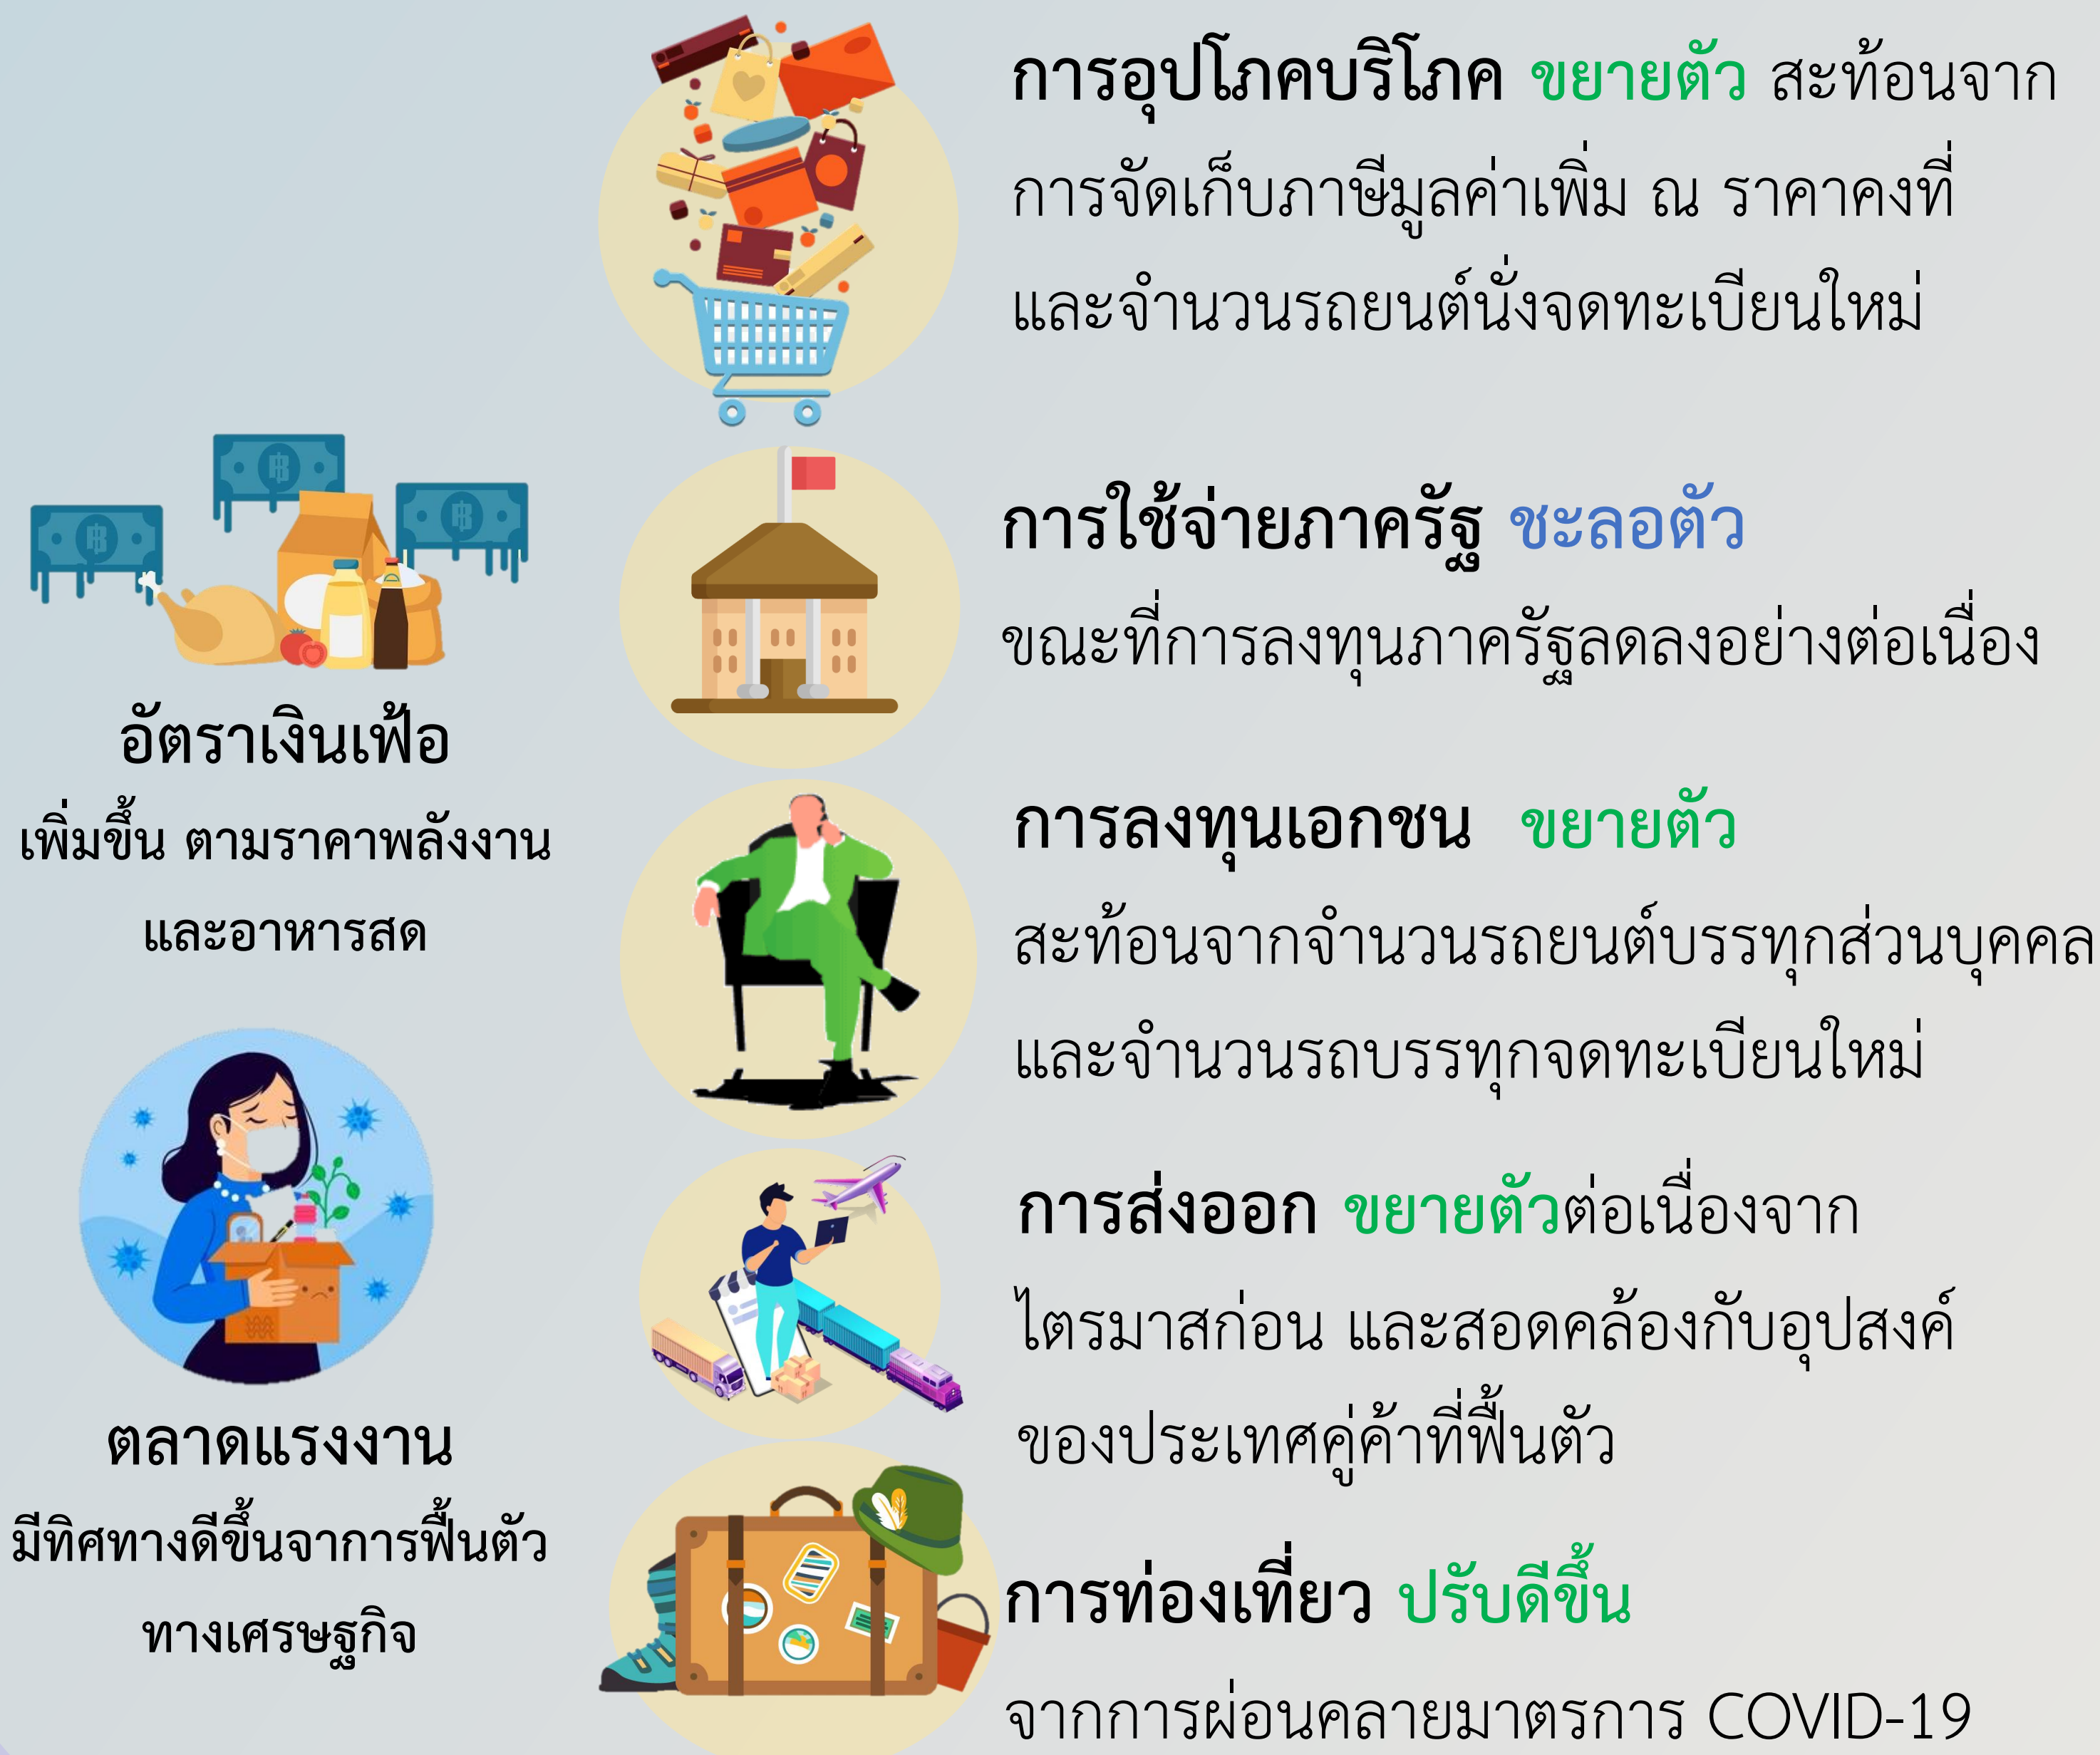 การอุปโภคบริโภค ขยายตัว สะท้อนจาก
การจัดเก็บภาษีมูลค่าเพิ่ม ณ ราคาคงที่
และจำนวนรถยนต์นั่งจดทะเบียนใหม่
การใช้จ่ายภาครัฐ ชะลอตัว
ขณะที่การลงทุนภาครัฐลดลงอย่างต่อเนื่อง
อัตราเงินเฟ้อ
เพิ่มขึ้น ตามราคาพลังงาน
และอาหารสด
การลงทุนเอกชน ขยายตัว
สะท้อนจากจำนวนรถยนต์บรรทุกส่วนบุคคล
และจำนวนรถบรรทุกจดทะเบียนใหม่
การส่งออก ขยายตัวต่อเนื่องจาก
ไตรมาสก่อน และสอดคล้องกับอุปสงค์
ของประเทศคู่ค้าที่ฟื้นตัว
ตลาดแรงงาน
มีทิศทางดีขึ้นจาการฟื้นตัว
ทางเศรษฐกิจ
การท่องเที่ยว ปรับดีขึ้น
จากการผ่อนคลายมาตรการ COVID-19